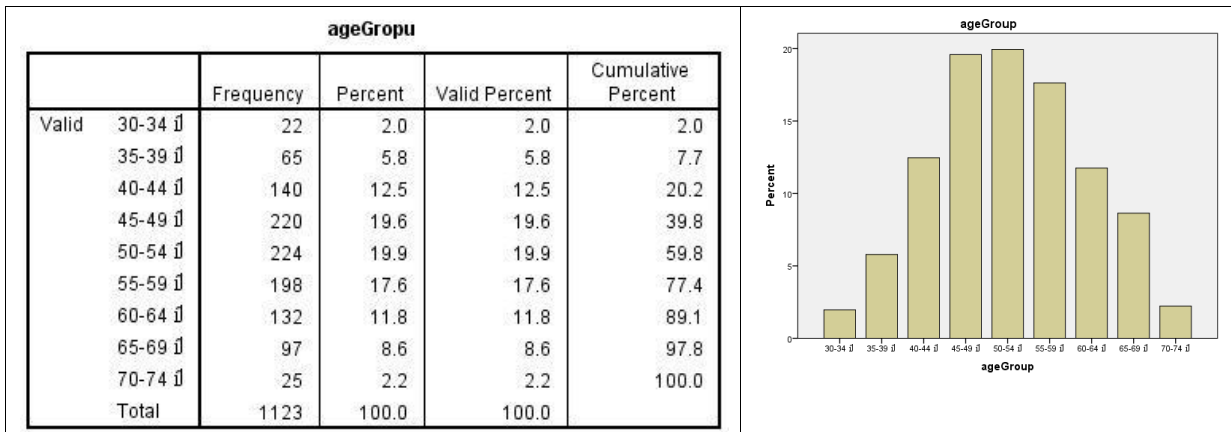 ageGropu
Frequency Percent Valid Percent Cumulative Percent
Valid 30-34 ปี 22 2.0 2.0 2.0
35-39 ปี 65 5.8 5.8 7.7
40-44 ปี 140 12.5 12.5 20.2
45-49 ปี 220 19.6 19.6 39.8
50-54 ปี 224 19.9 19.9 59.8
55-59 ปี 198 17.6 17.6 77.4
60-64 ปี 132 11.8 11.8 89.1
65-69 ปี 97 8.6 8.6 97.8
70-74 ปี 25 2.2 2.2 100.0
Total 1123 100.0 100.0
ageGroup
Percent
20
15
10
5
0
30-34 ปี 35-39 ปี 40-44 ปี 45-49 ปี 50-54 ปี 55-59 ปี 60-64 ปี 65-69 ปี 70-74 ปี
ageGroup